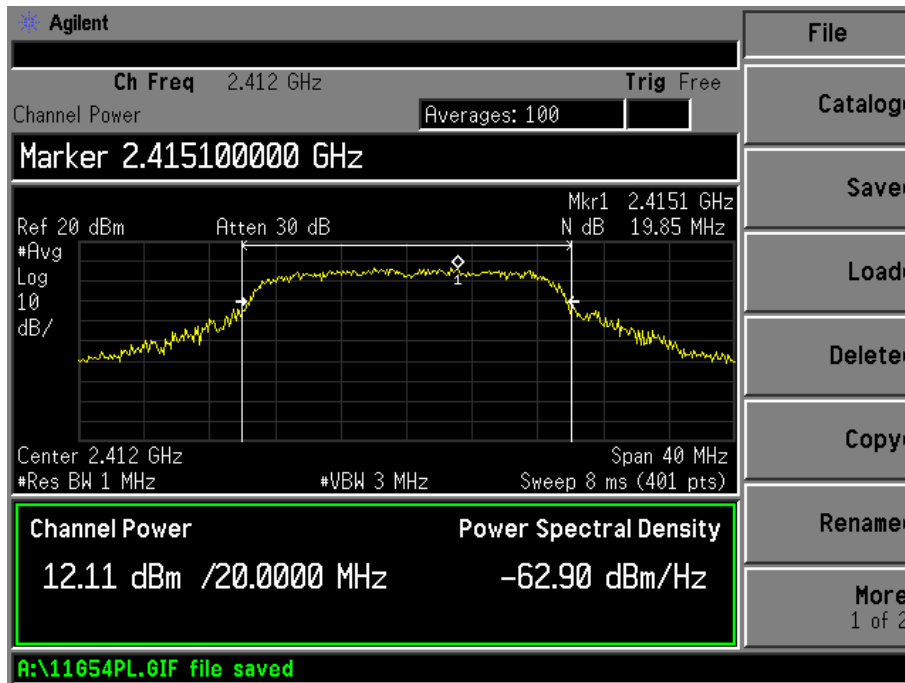 Agilent
File
Ch Freq 2.412 GHz Trig Free
Channel Power Averages: 100
Catalog
Marker 2.415100000 GHz
Save
Mkr1 2.4151 GHz
Ref 20 dBm Atten 30 dB N dB 19.85 MHz
#Avg
Log
10
dB/
1
Load
Delete
Copy
Center 2.412 GHz Span 40 MHz
#Res BW 1 MHz #VBW 3 MHz Sweep 8 ms (401 pts)
Channel Power Power Spectral Density
Rename
12.11 dBm /20.0000 MHz -62.90 dBm/Hz
More
1 of 2
A:\11G54PL.GIF file saved